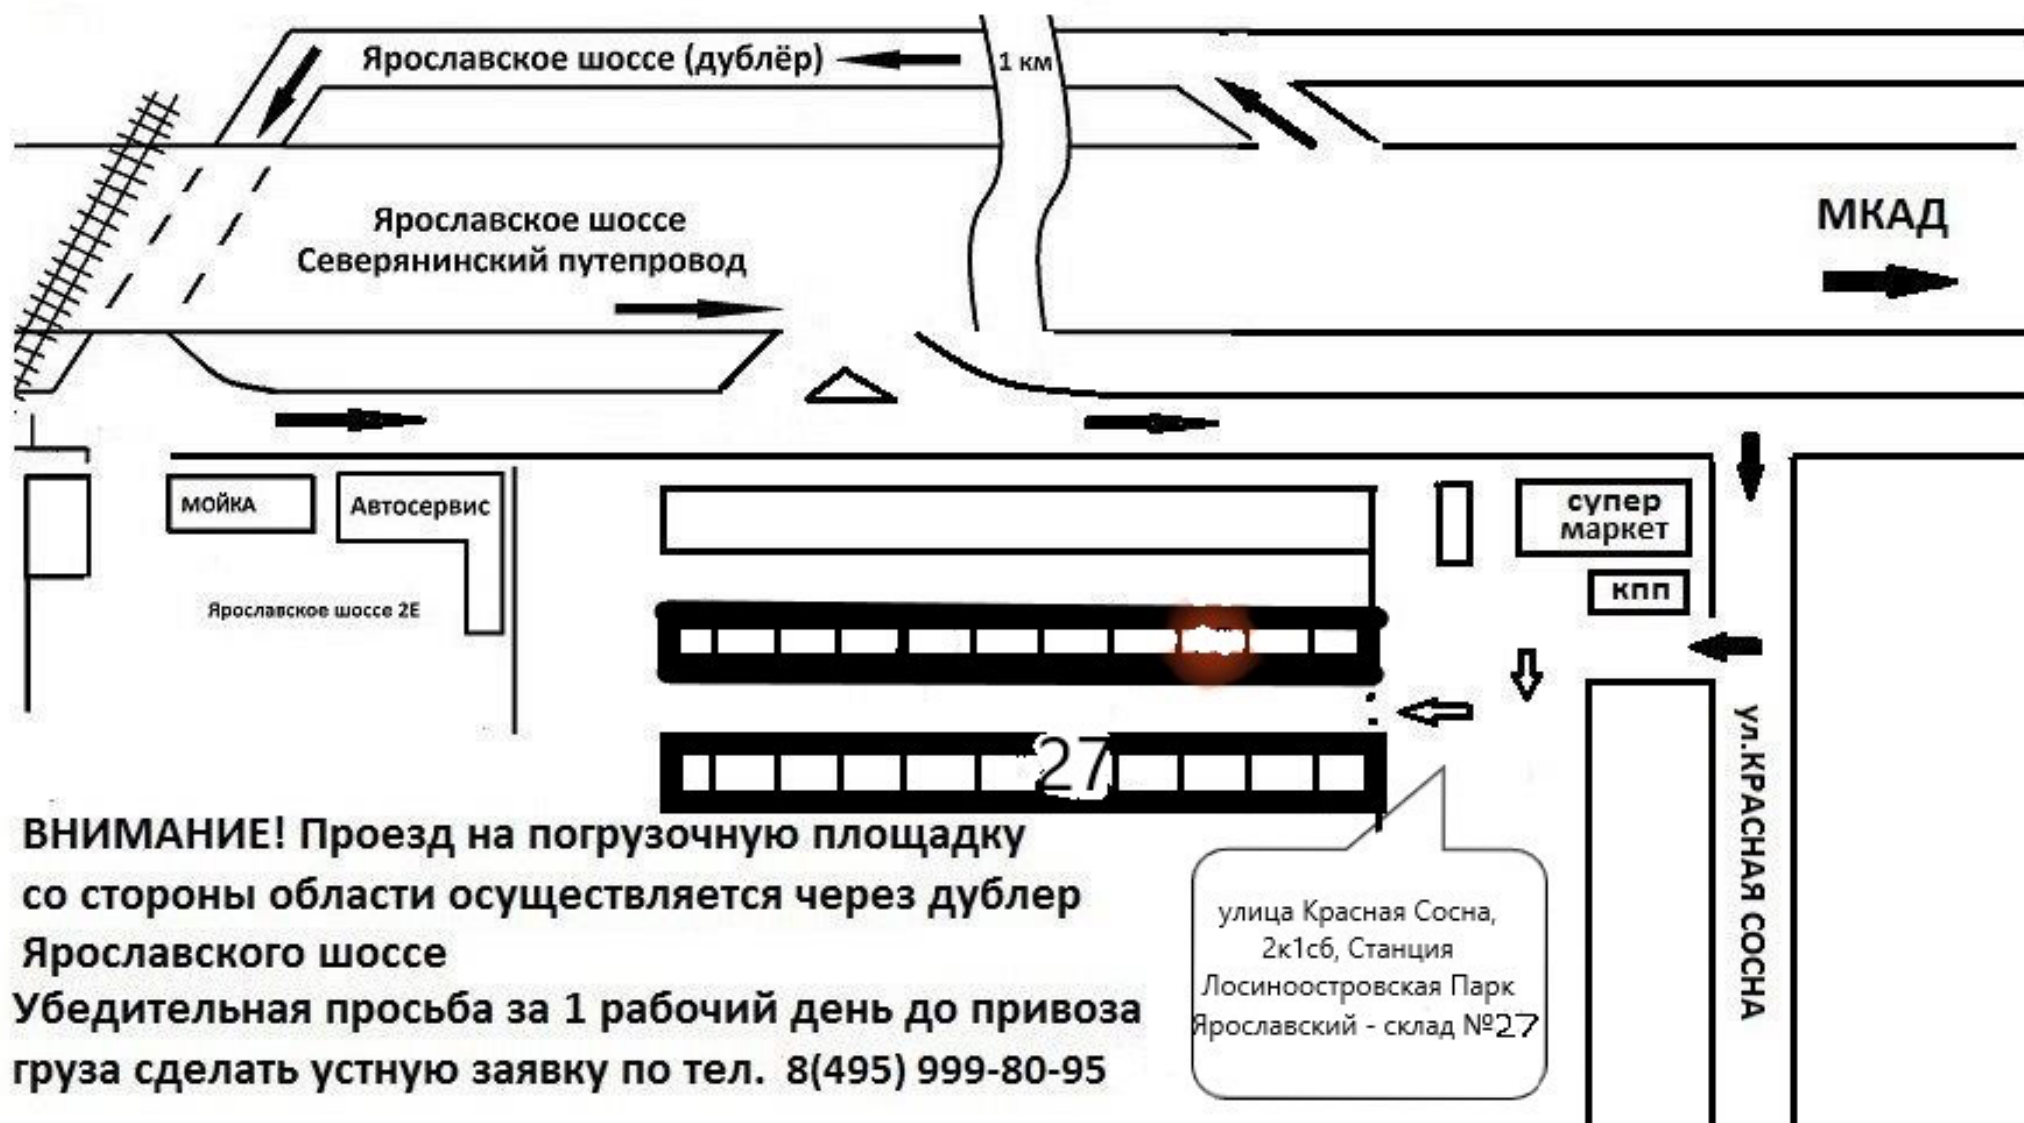 Ярославское шоссе (дублёр)
1 км
Ярославское шоссе
Северянинский путепровод
МКАД
МОЙКА
Автосервис
супер
маркет
кпп
Ярославское шоссе 2Е
27
ул.КРАСНАЯ СОСНА
ВНИМАНИЕ! Проезд на погрузочную площадку
со стороны области осуществляется через дублер
Ярославского шоссе
Убедительная просьба за 1 рабочий день до привоза
груза сделать устную заявку по тел. 8(495) 999-80-95
улица Красная Сосна,
2к1с6, Станция
Лосиноостровская Парк
Ярославский - склад №27